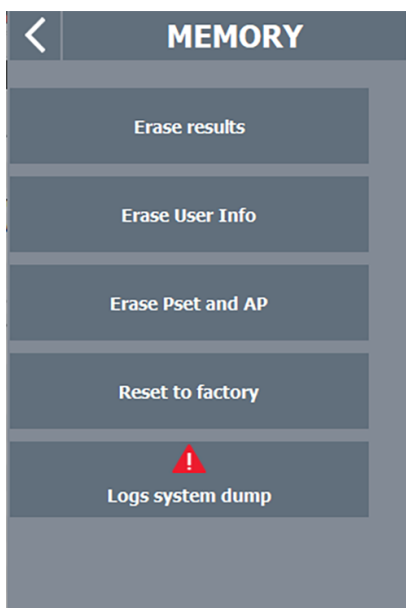 MEMORY
Erase results
Erase User Info
Erase Pset and AP
Reset to factory
Logs system dump